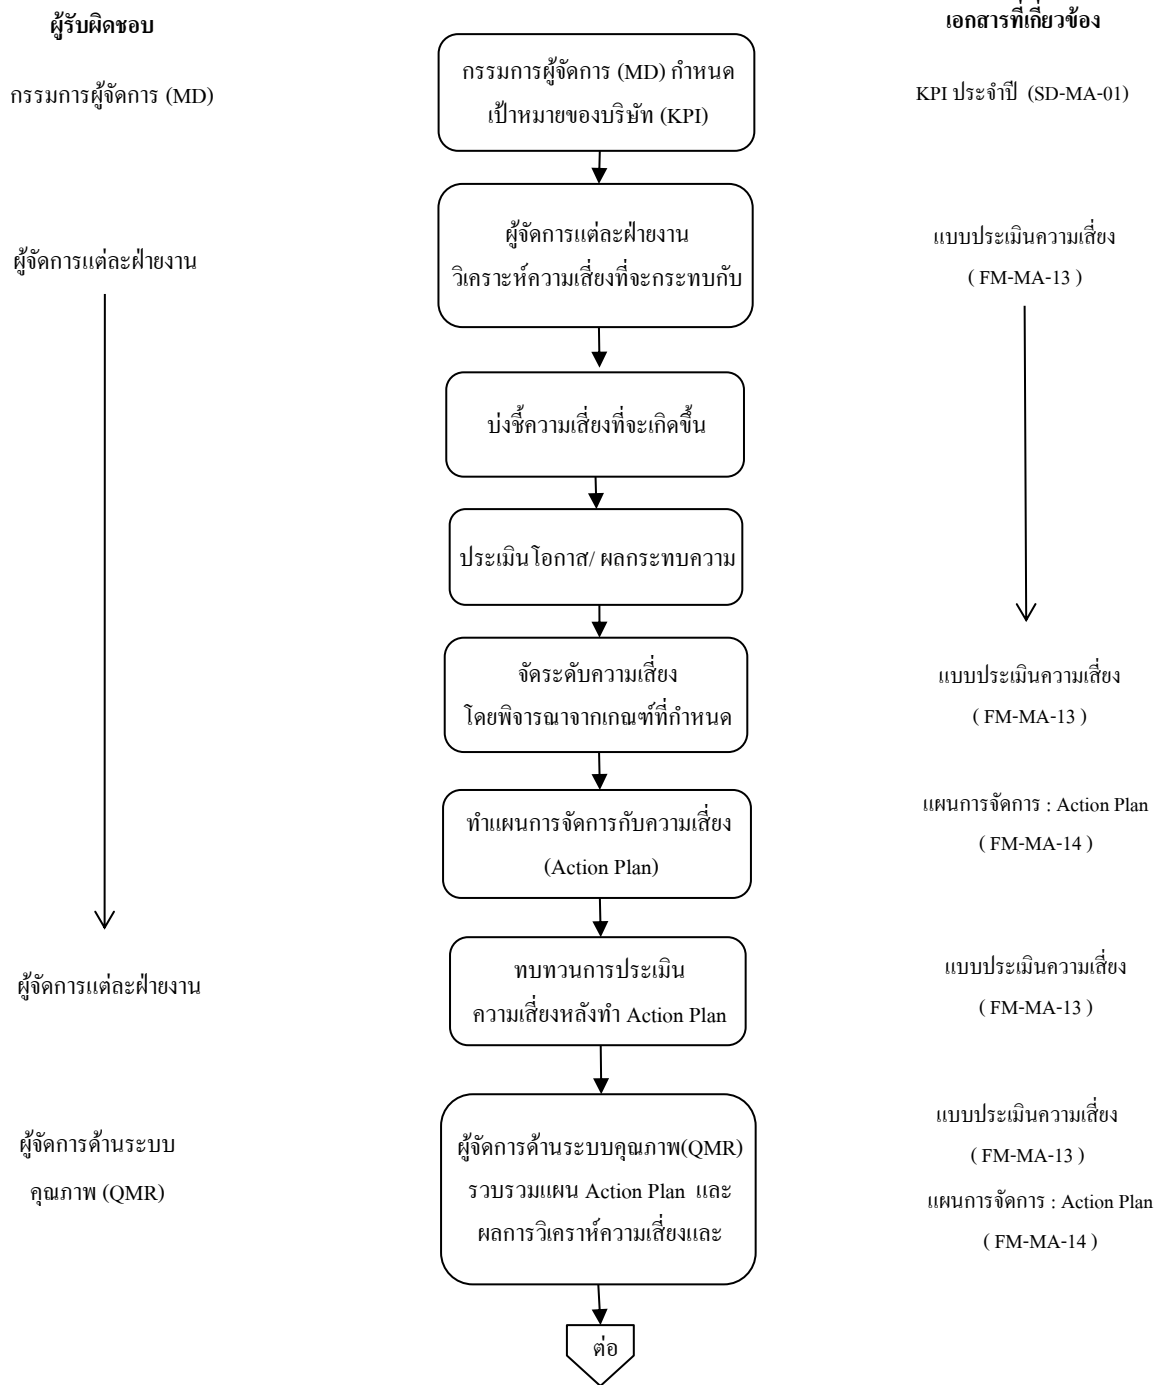 ผู้รับผิดชอบ
เอกสารที่เกี่ยวข้อง
กรรมการผู้จัดการ (MD)
กรรมการผู้จัดการ (MD) กำหนด
เป้าหมายของบริษัท (KPI)
KPI ประจำปี (SD-MA-01)
ผู้จัดการแต่ละฝ่ายงาน
ผู้จัดการแต่ละฝ่ายงาน
วิเคราะห์ความเสี่ยงที่จะกระทบกับ
แบบประเมินความเสี่ยง
( FM-MA-13 )
บ่งชี้ความเสี่ยงที่จะเกิดขึ้น
ประเมินโอกาส/ ผลกระทบความ
จัดระดับความเสี่ยง
โดยพิจารณาจากเกณฑ์ที่กำหนด
แบบประเมินความเสี่ยง
( FM-MA-13 )
ทำแผนการจัดการกับความเสี่ยง
(Action Plan)
แผนการจัดการ : Action Plan
( FM-MA-14 )
ผู้จัดการแต่ละฝ่ายงาน
ทบทวนการประเมิน
ความเสี่ยงหลังทำ Action Plan
แบบประเมินความเสี่ยง
( FM-MA-13 )
ผู้จัดการด้านระบบ
คุณภาพ (QMR)
ผู้จัดการด้านระบบคุณภาพ(QMR)
รวบรวมแผน Action Plan และ
ผลการวิเคราห์ความเสี่ยงและ
แบบประเมินความเสี่ยง
( FM-MA-13 )
แผนการจัดการ : Action Plan
( FM-MA-14 )
ต่อ